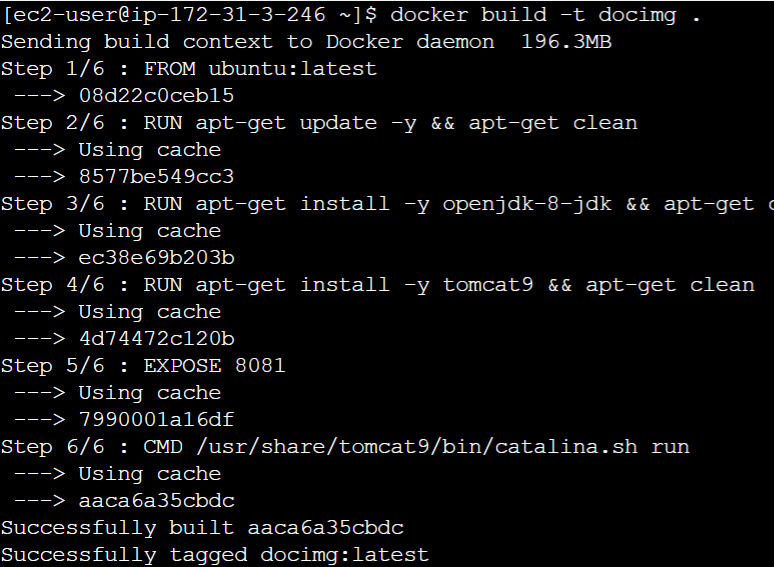 [ec2-user@ip-172-31-3-246 ~]$ docker build -t docimg .
Sending build context to Docker daemon  196.3MB
Step 1/6 : FROM ubuntu:latest
 ---> 08d22c0ceb15
Step 2/6 : RUN apt-get update -y && apt-get clean
 ---> Using cache
 ---> 8577be549cc3
Step 3/6 : RUN apt-get install -y openjdk-8-jdk && apt-get
 ---> Using cache
 ---> ec38e69b203b
Step 4/6 : RUN apt-get install -y tomcat9 && apt-get clean
 ---> Using cache
 ---> 4d74472c120b
Step 5/6 : EXPOSE 8081
 ---> Using cache
 ---> 7990001a16df
Step 6/6 : CMD /usr/share/tomcat9/bin/catalina.sh run
 ---> Using cache
 ---> aaca6a35cbdc
Successfully built aaca6a35cbdc
Successfully tagged docimg:latest